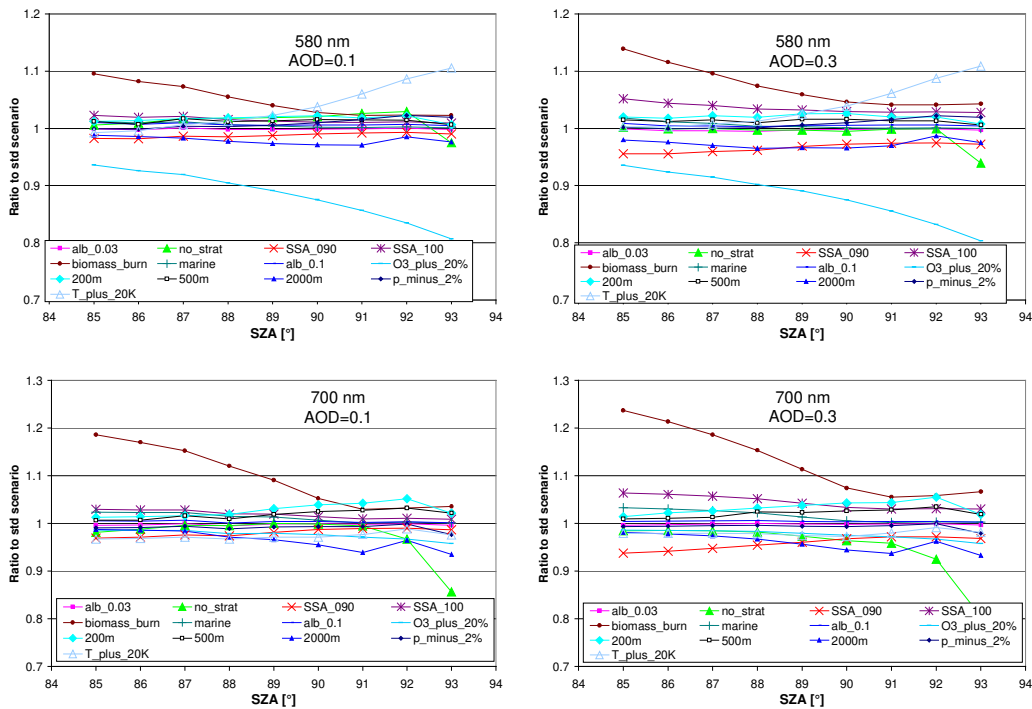 580 nm
AOD=0.1
Ratio to std scenario
1.2
1.1
1
0.9
0.8
0.7
alb_0.03 no_strat SSA_090 SSA_100
biomass_burn marine alb_0.1 O3_plus_20%
200m 500m 2000m p_minus_2%
T_plus_20K
84 85 86 87 88 89 90 91 92 93 94
SZA [°]
580 nm
AOD=0.3
Ratio to std scenario
1.2
1.1
1
0.9
0.8
0.7
alb_0.03 no_strat SSA_090 SSA_100
biomass_burn marine alb_0.1 O3_plus_20%
200m 500m 2000m p_minus_2%
T_plus_20K
84 85 86 87 88 89 90 91 92 93 94
SZA [°]
700 nm
AOD=0.1
Ratio to std scenario
1.3
1.2
1.1
1
0.9
0.8
0.7
alb_0.03 no_strat SSA_090 SSA_100
biomass_burn marine alb_0.1 O3_plus_20%
200m 500m 2000m p_minus_2%
T_plus_20K
84 85 86 87 88 89 90 91 92 93 94
SZA [°]
700 nm
AOD=0.3
Ratio to std scenario
1.3
1.2
1.1
1
0.9
0.8
0.7
alb_0.03 no_strat SSA_090 SSA_100
biomass_burn marine alb_0.1 O3_plus_20%
200m 500m 2000m p_minus_2%
T_plus_20K
84 85 86 87 88 89 90 91 92 93 94
SZA [°]